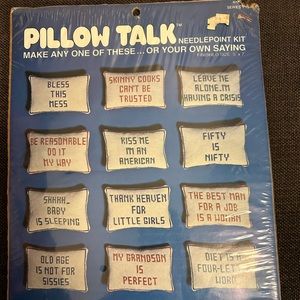 PILLOW TALK™
NEEDLEPOINT KIT
MAKE ANY ONE OF THESE ... OR YOUR OWN SAYING
BLESS
THIS
MESS
SKINNY COOKS
CAN'T BE
TRUSTED
LEAVE ME
ALONE,I'M
HAVING A CRISIS
BE REASONABLE
DO IT
MY WAY
KISS ME
I'M AN
AMERICAN
FIFTY
IS
NIFTY
SHHHH..
BABY
IS SLEEPING
THANK HEAVEN
FOR
LITTLE GIRLS
THE BEST MAN
FOR A JOB
IS A WOMAN
OLD AGE
IS NOT FOR
SISSIES
MY GRANDSON
IS
PERFECT
DIET IS A
FOUR-LETTER
WORD